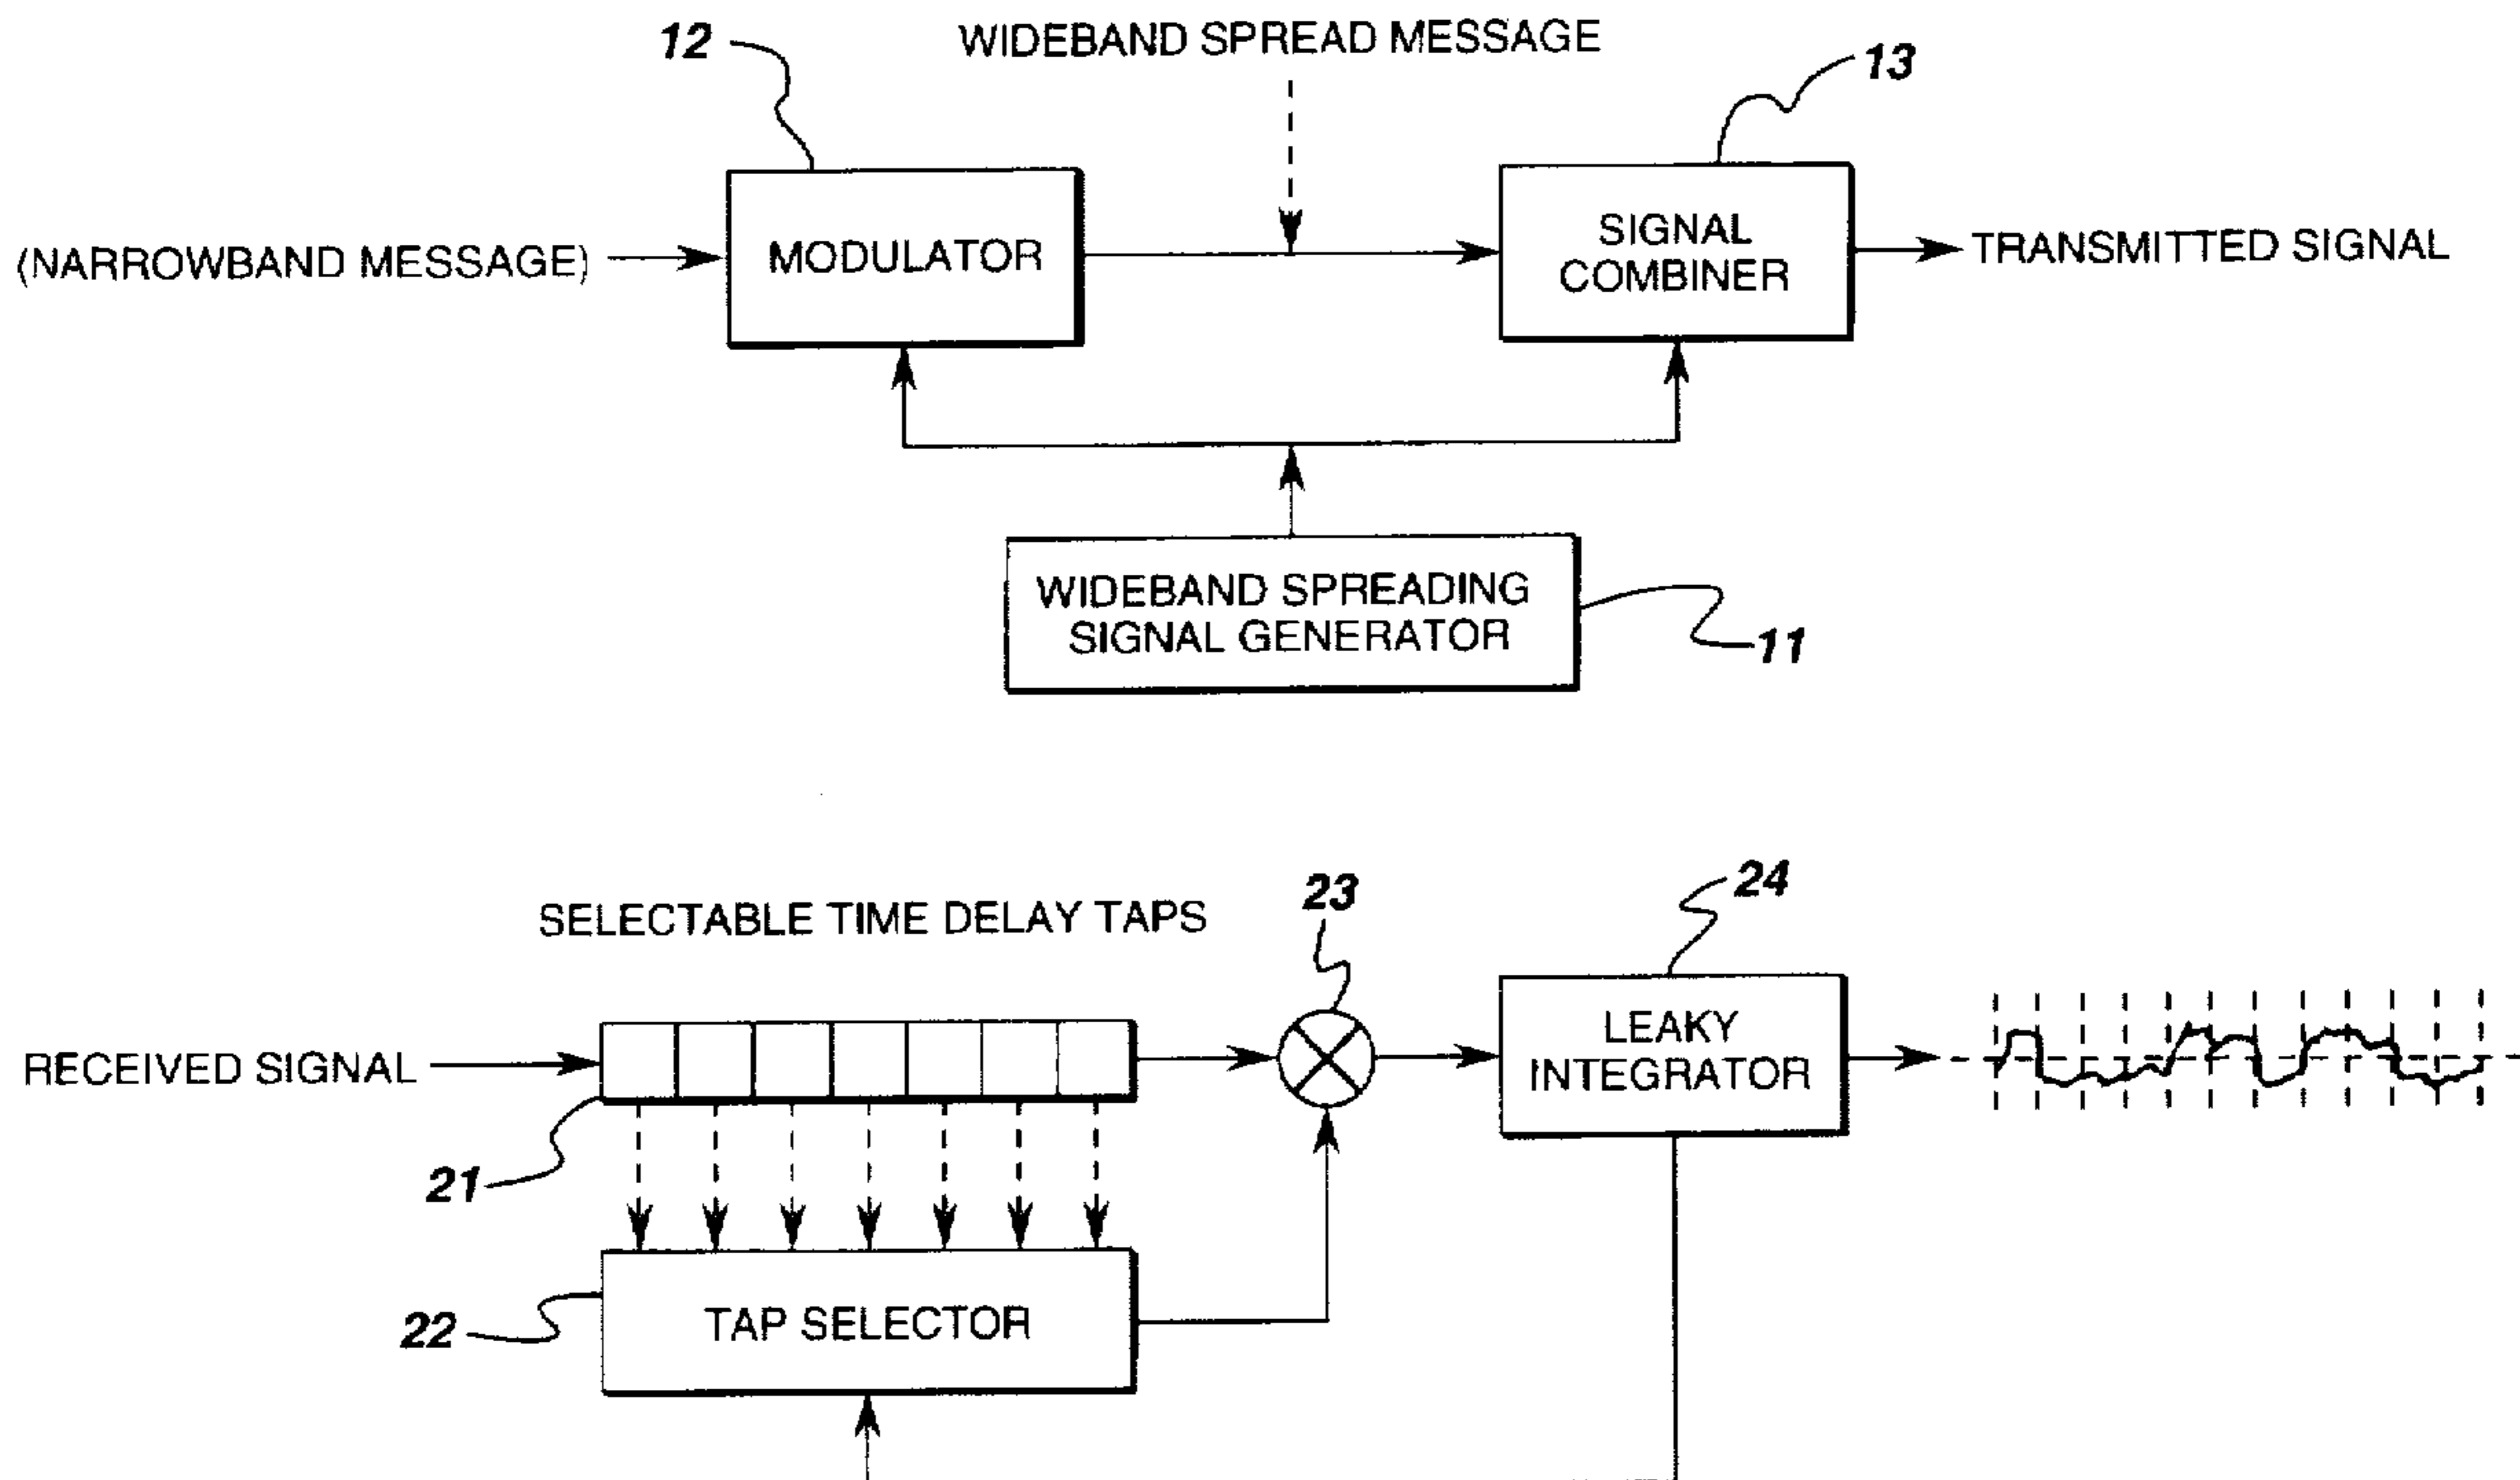 12
WIDEBAND SPREAD MESSAGE
13
(NARROWBAND MESSAGE)
MODULATOR
SIGNAL
COMBINER
TRANSMITTED SIGNAL
WIDEBAND SPREADING
SIGNAL GENERATOR
11
SELECTABLE TIME DELAY TAPS
23
24
RECEIVED SIGNAL
LEAKY
INTEGRATOR
21
22
TAP SELECTOR